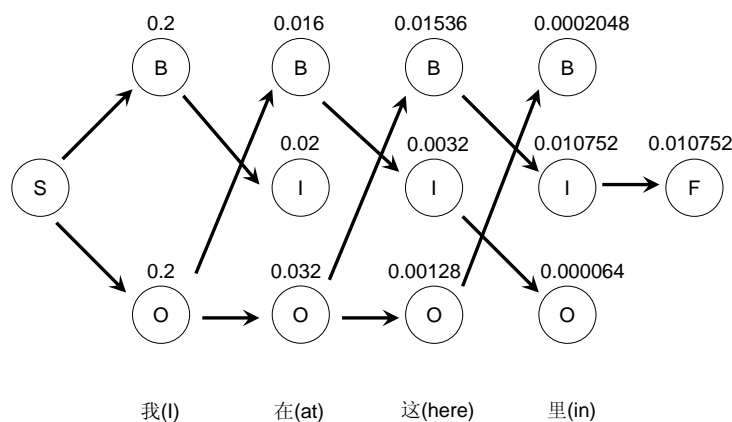 0.2 0.016 0.01536 0.0002048
B B B B
0.02 0.0032 0.010752 0.010752
S I I I F
0.2 0.032 0.00128 0.000064
O O O O
我(I) 在(at) 这(here) 里(in)